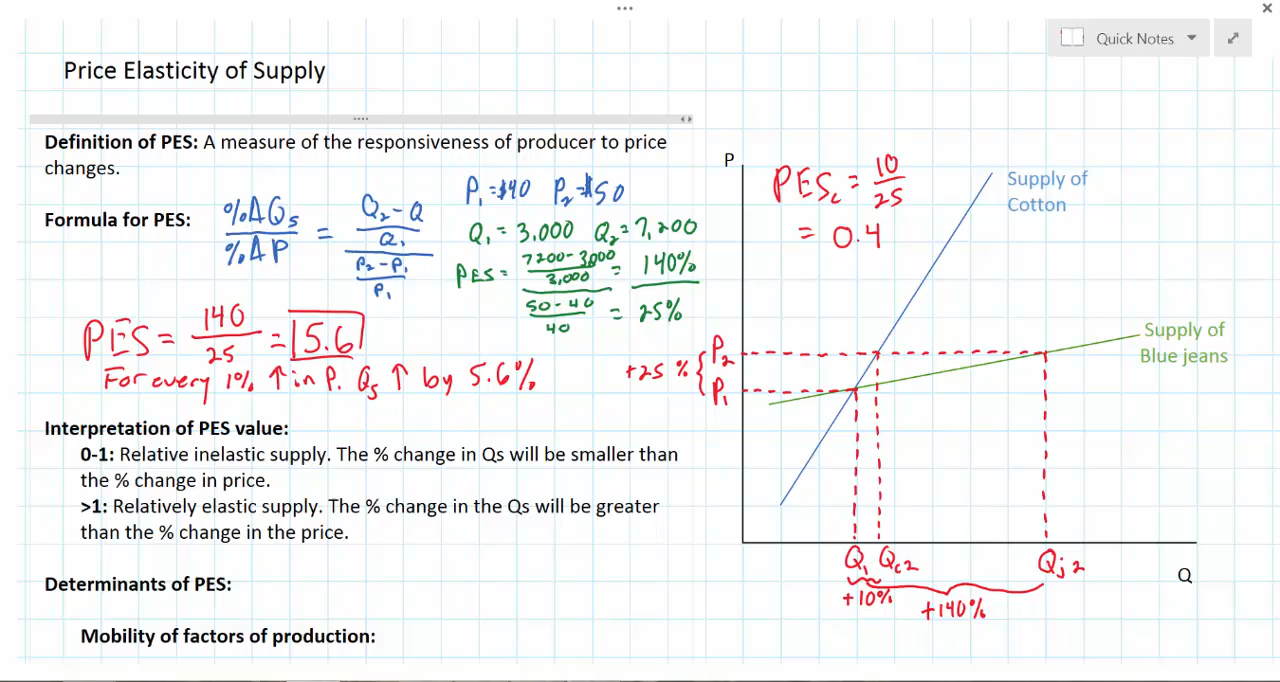 Quick Notes
Price Elasticity of Supply
Definition of PES: A measure of the responsiveness of producer to price
changes.
Formula for PES:
%ΔQs
%ΔP
=
Q2-Q
Q1
P2-P1
P1
P1=$40 P2=$50
Q1=3,000 Q2=7,200
PES=
7200-3,000
3,000
= 140%
50-40
40
= 25%
PES=
140
25
= 5.6
For every 1% ↑ in P. Qs ↑ by 5.6%
Interpretation of PES value:
0-1: Relative inelastic supply. The % change in Qs will be smaller than
the % change in price.
>1: Relatively elastic supply. The % change in the Qs will be greater
than the % change in the price.
Determinants of PES:
Mobility of factors of production:
P
PESc =
10
25
= 0.4
Supply of
Cotton
Supply of
Blue jeans
P2
+25 %
P1
Q1 Qc2 Qj2
Q
+10%
+140%